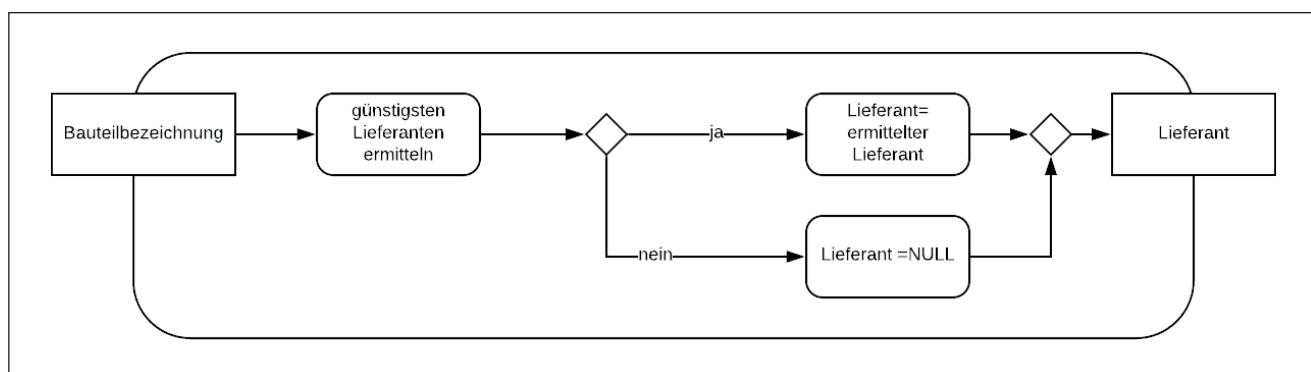 Bauteilbezeichnung
günstigsten
Lieferanten
ermitteln
ja
Lieferant=
ermittelter
Lieferant
Lieferant
nein
Lieferant =NULL